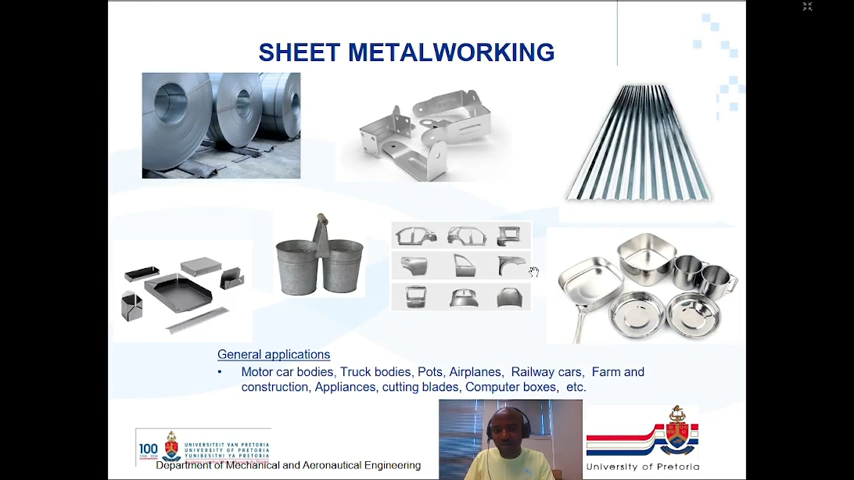 SHEET METALWORKING
General applications
• Motor car bodies, Truck bodies, Pots, Airplanes, Railway cars, Farm and
construction, Appliances, cutting blades, Computer boxes, etc.
100
UNIVERSITEIT VAN PRETORIA
UNIVERSITY OF PRETORIA
YUNIBESITHI YA PRETORIA
Department of Mechanical and Aeronautical Engineering
University of Pretoria